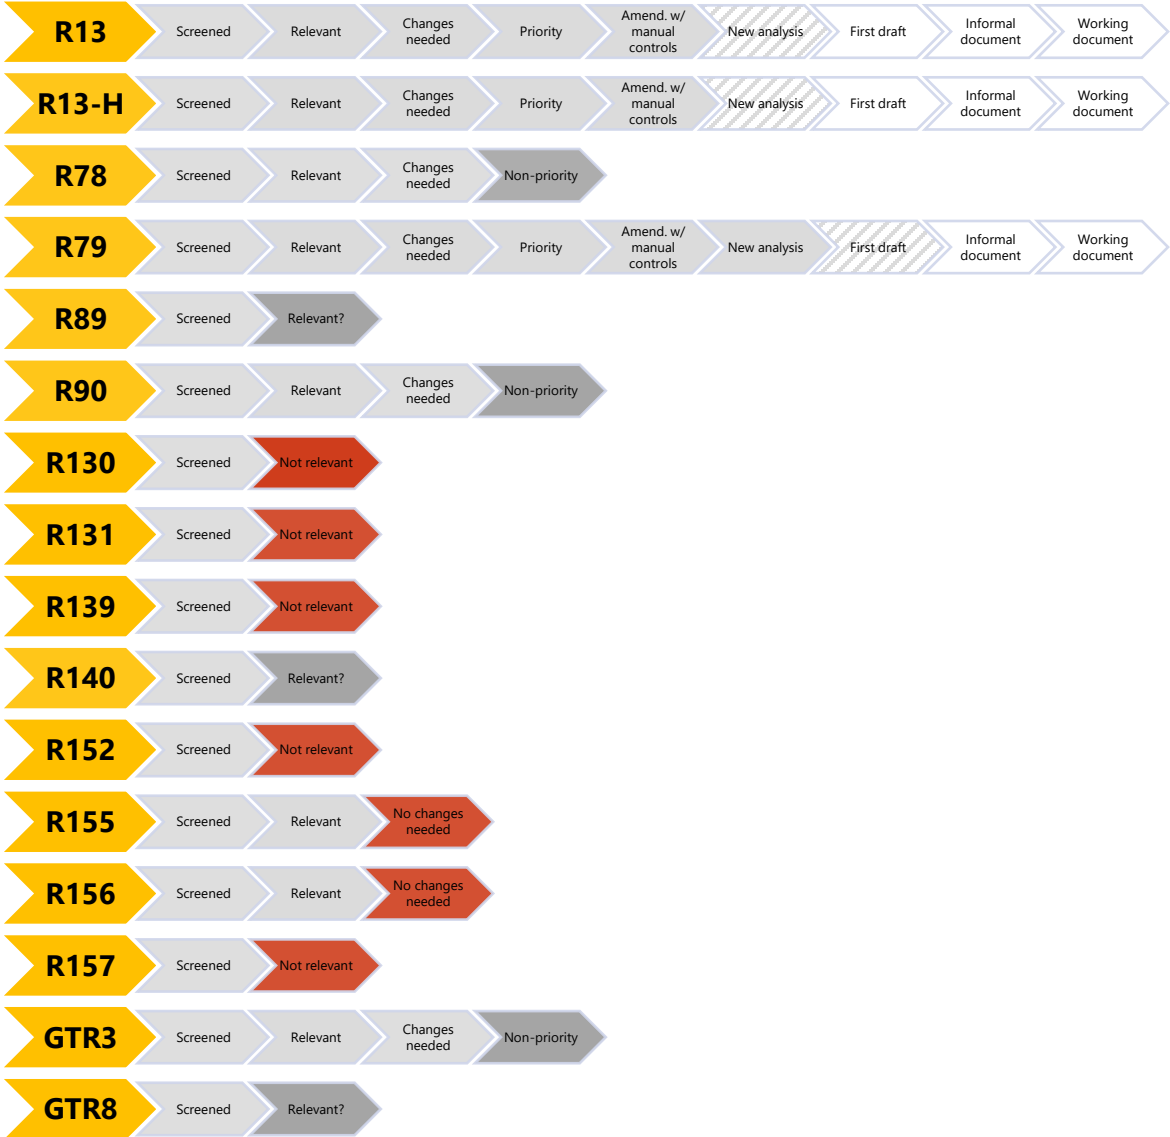 R13 Screened Relevant Changes needed Priority Amend. w/ manual controls New analysis First draft Informal document Working document
R13-H Screened Relevant Changes needed Priority Amend. w/ manual controls New analysis First draft Informal document Working document
R78 Screened Relevant Changes needed Non-priority
R79 Screened Relevant Changes needed Priority Amend. w/ manual controls New analysis First draft Informal document Working document
R89 Screened Relevant?
R90 Screened Relevant Changes needed Non-priority
R130 Screened Not relevant
R131 Screened Not relevant
R139 Screened Not relevant
R140 Screened Relevant?
R152 Screened Not relevant
R155 Screened Relevant No changes needed
R156 Screened Relevant No changes needed
R157 Screened Not relevant
GTR3 Screened Relevant Changes needed Non-priority
GTR8 Screened Relevant?